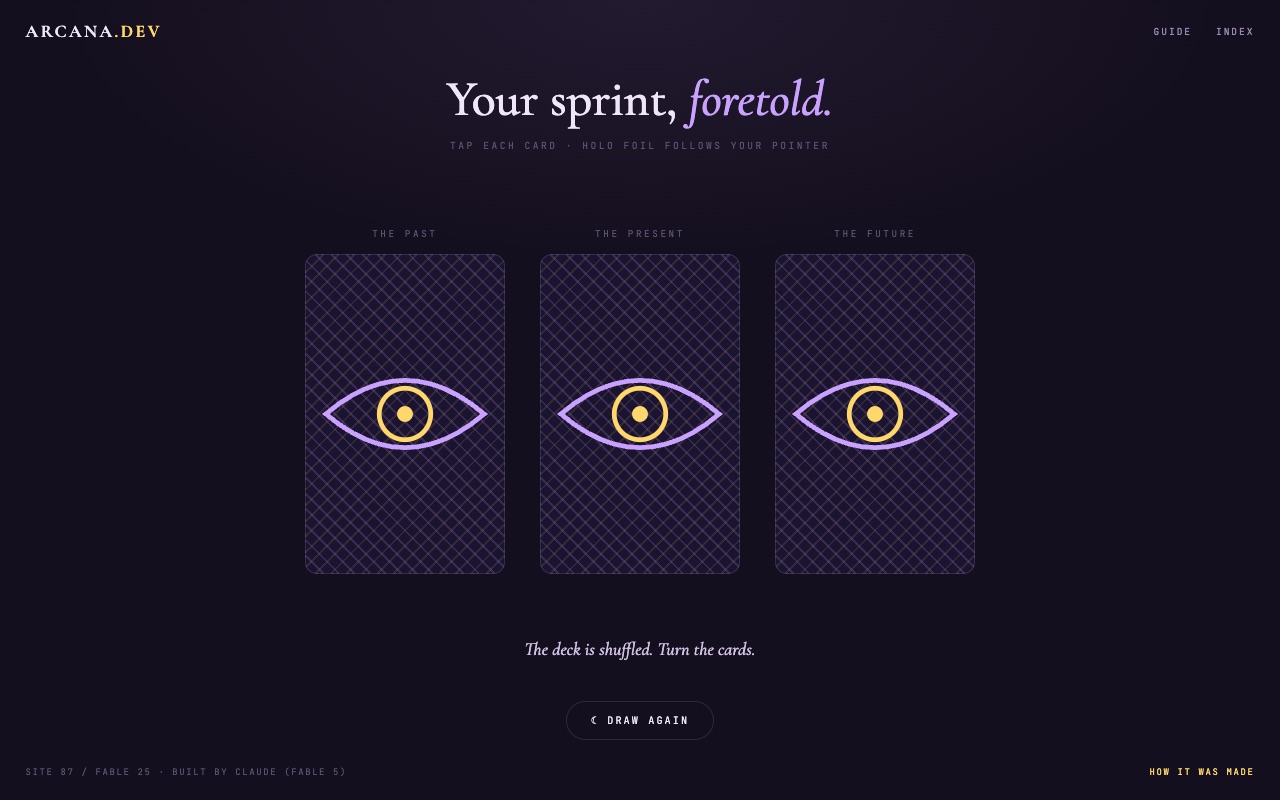 ARCANA.DEV
GUIDE INDEX
Your sprint, foretold.
TAP EACH CARD · HOLO FOIL FOLLOWS YOUR POINTER
THE PAST
THE PRESENT
THE FUTURE
The deck is shuffled. Turn the cards.
☾ DRAW AGAIN
SITE 87 / FABLE 25 · BUILT BY CLAUDE (FABLE 5)
HOW IT WAS MADE